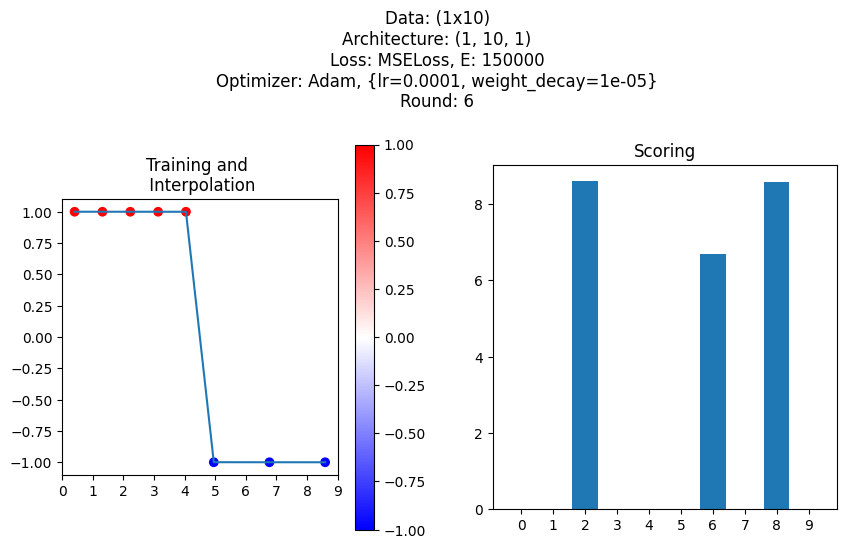 Data: (1x10)
Architecture: (1, 10, 1)
Loss: MSELoss, E: 150000
Optimizer: Adam, {lr=0.0001, weight_decay=1e-05}
Round: 6
Training and
Interpolation
1.00
0.75
0.50
0.25
0.00
−0.25
−0.50
−0.75
−1.00
0 1 2 3 4 5 6 7 8 9
1.00
0.75
0.50
0.25
0.00
−0.25
−0.50
−0.75
−1.00
Scoring
8
6
4
2
0
0 1 2 3 4 5 6 7 8 9